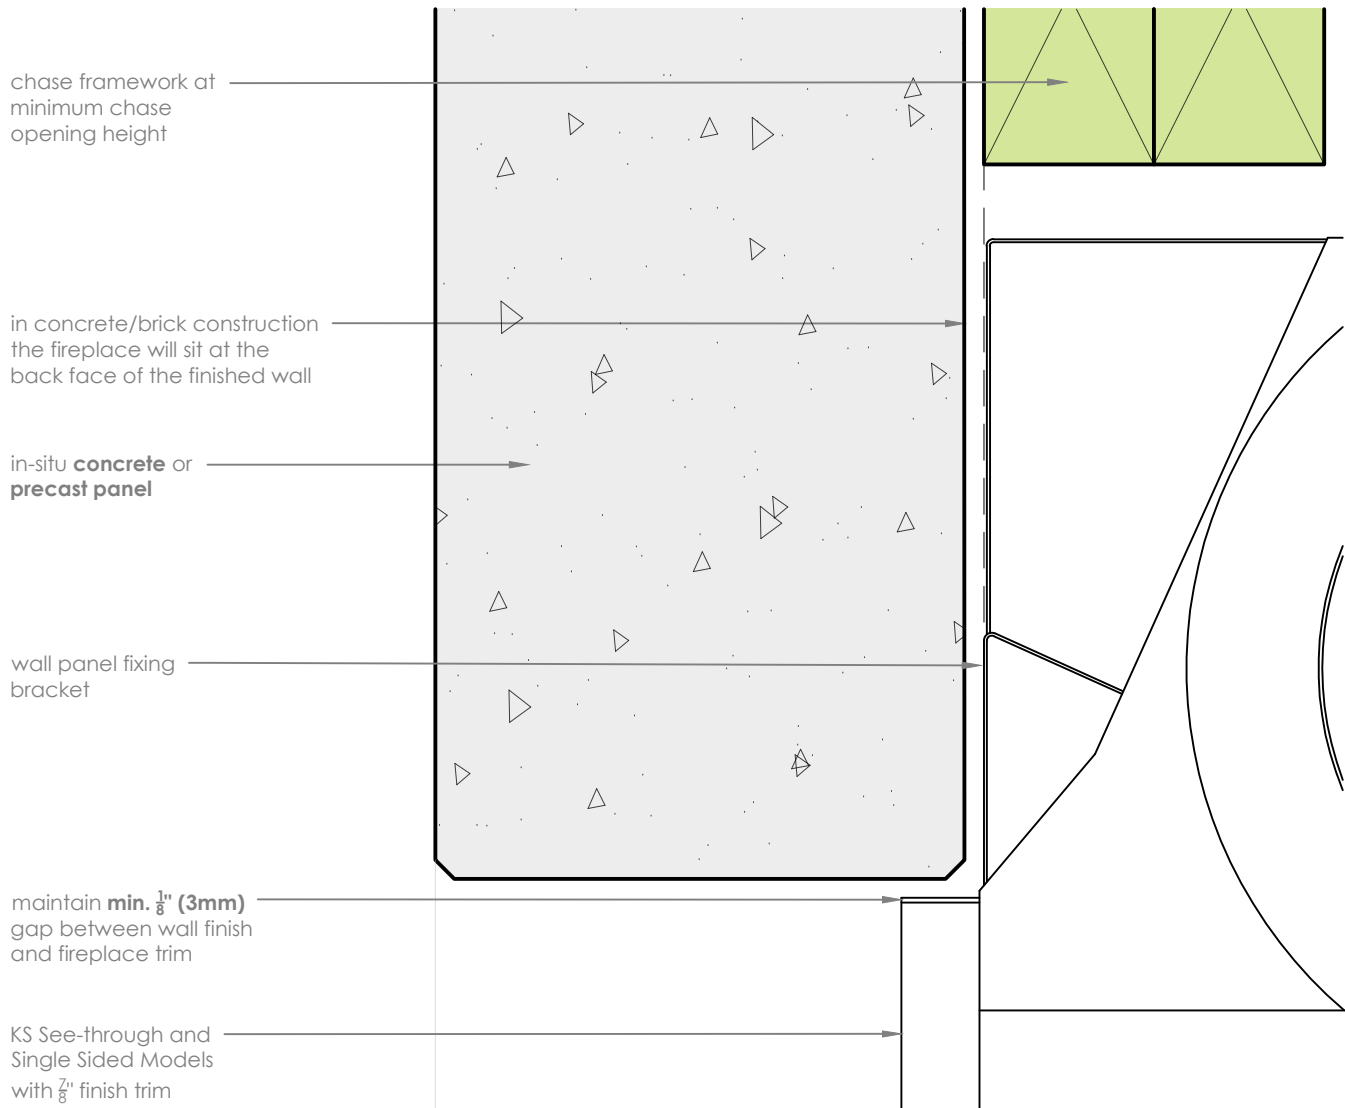 chase framework at
minimum chase
opening height
in concrete/brick construction
the fireplace will sit at the
back face of the finished wall
in-situ concrete or
precast panel
wall panel fixing
bracket
maintain min. ⅛" (3mm)
gap between wall finish
and fireplace trim
KS See-through and
Single Sided Models
with ⅞" finish trim